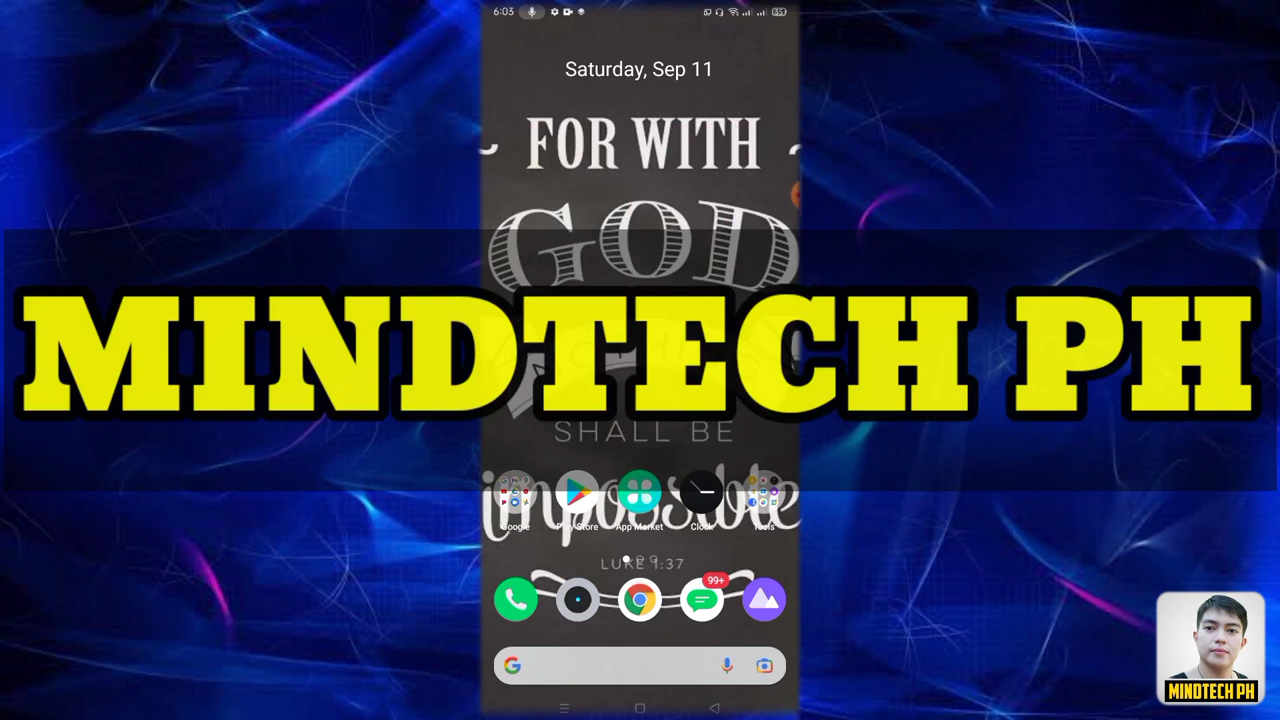 6:03
55
Saturday, Sep 11
FOR WITH
GOD
MINDTECH PH
SHALL BE
impossible
Google
Play Store
App Market
Clock
Tools
LUKE 1:37
99+
MINDTECH PH